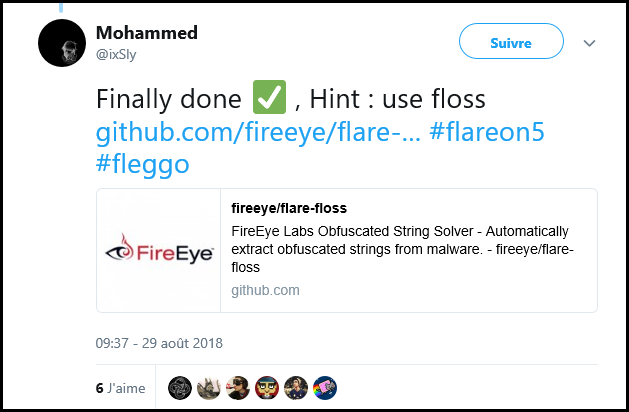 Mohammed
@ixSly
Suivre
Finally done ✅ , Hint : use floss
github.com/fireeye/flare-... #flareon5
#fleggo
FireEye™
fireeye/flare-floss
FireEye Labs Obfuscated String Solver - Automatically
extract obfuscated strings from malware. - fireeye/flare-
floss
github.com
09:37 - 29 août 2018
6 J'aime